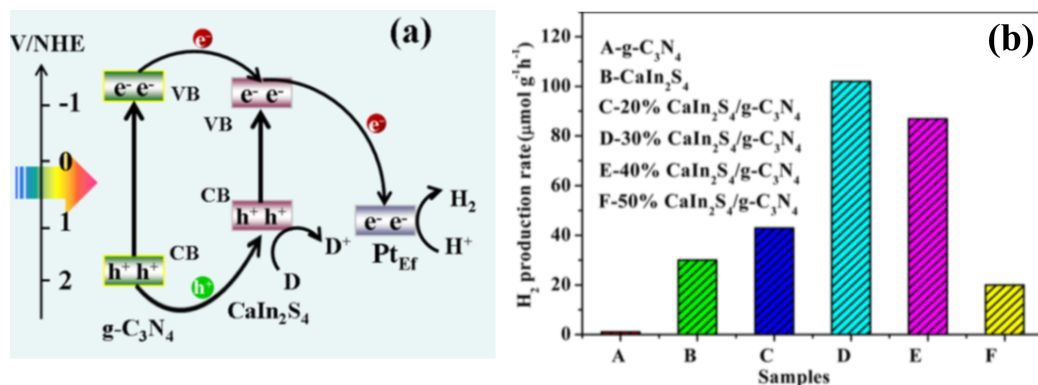 (a)
V/NHE
-1
0
1
2
e⁻
e⁻ e⁻
VB
e⁻ e⁻
VB
e⁻
CB
h⁺ h⁺
CB
h⁺ h⁺
h⁺
D⁺
D
e⁻ e⁻
Pt_Ef
H₂
H⁺
g-C₃N₄
CaIn₂S₄
(b)
H₂ production rate(μmol g⁻¹h⁻¹)
120
100
80
60
40
20
0
A-g-C₃N₄
B-CaIn₂S₄
C-20% CaIn₂S₄/g-C₃N₄
D-30% CaIn₂S₄/g-C₃N₄
E-40% CaIn₂S₄/g-C₃N₄
F-50% CaIn₂S₄/g-C₃N₄
A B C D E F
Samples